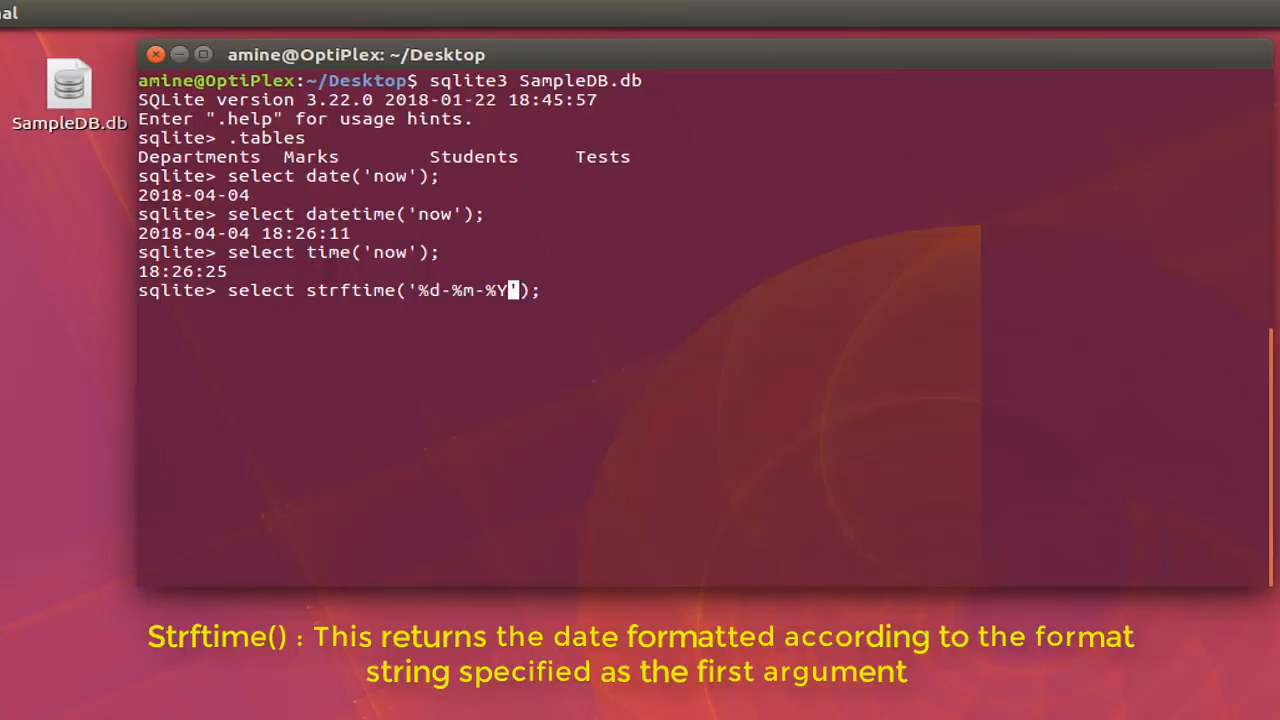 al
amine@OptiPlex: ~/Desktop
SampleDB.db
amine@OptiPlex:~/Desktop$ sqlite3 SampleDB.db
SQLite version 3.22.0 2018-01-22 18:45:57
Enter ".help" for usage hints.
sqlite> .tables
Departments  Marks        Students     Tests
sqlite> select date('now');
2018-04-04
sqlite> select datetime('now');
2018-04-04 18:26:11
sqlite> select time('now');
18:26:25
sqlite> select strftime('%d-%m-%Y');
Strftime() : This returns the date formatted according to the format
string specified as the first argument